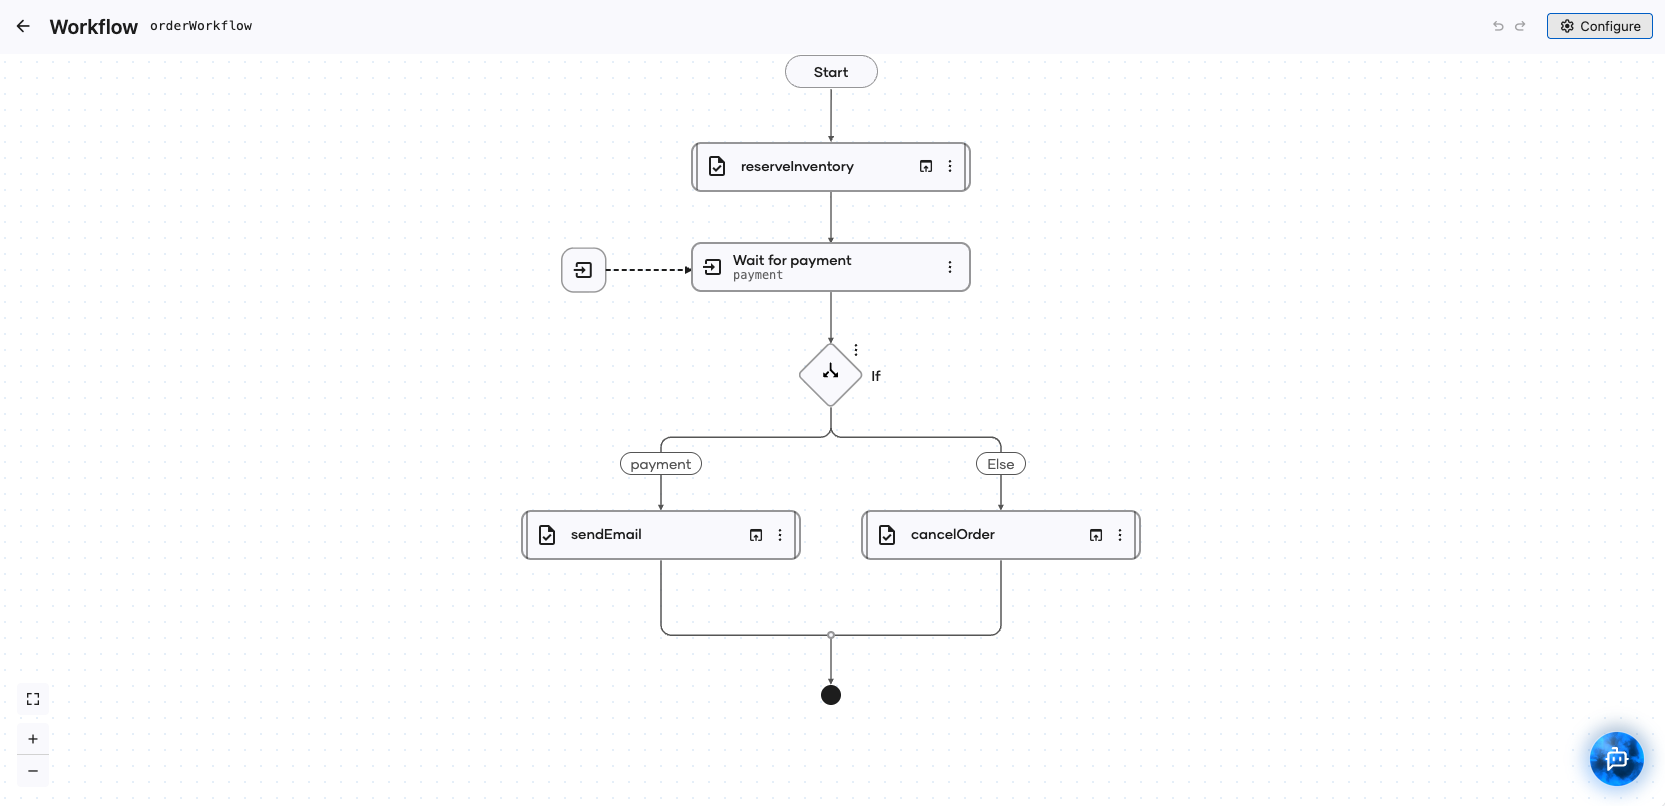 Workflow orderWorkflow
Configure
Start
reserveInventory
Wait for payment
payment
If
payment
Else
sendEmail
cancelOrder